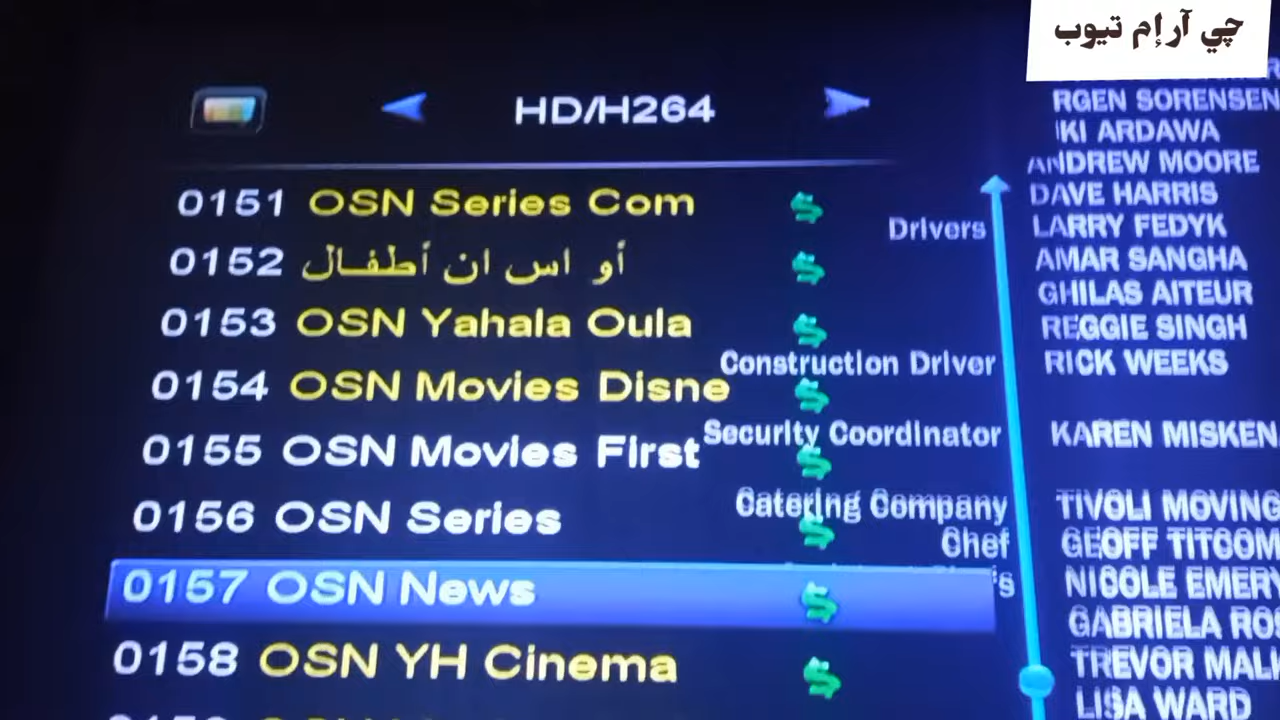 چي آرإم تيوب
HD/H264
0151 OSN Series Com $
0152 أو اس ان أطفال $
0153 OSN Yahala Oula $
0154 OSN Movies Disne $
0155 OSN Movies First $
0156 OSN Series $
0157 OSN News $
0158 OSN YH Cinema $
RGEN SORENSEN
IKI ARDAWA
ANDREW MOORE
Drivers DAVE HARRIS
LARRY FEDYK
AMAR SANGHA
GHILAS AITEUR
REGGIE SINGH
Construction Driver RICK WEEKS
Security Coordinator KAREN MISKEN
Catering Company TIVOLI MOVING
Chef GEOFF TITCOM
NICOLE EMERY
GABRIELA ROS
TREVOR MALK
LISA WARD